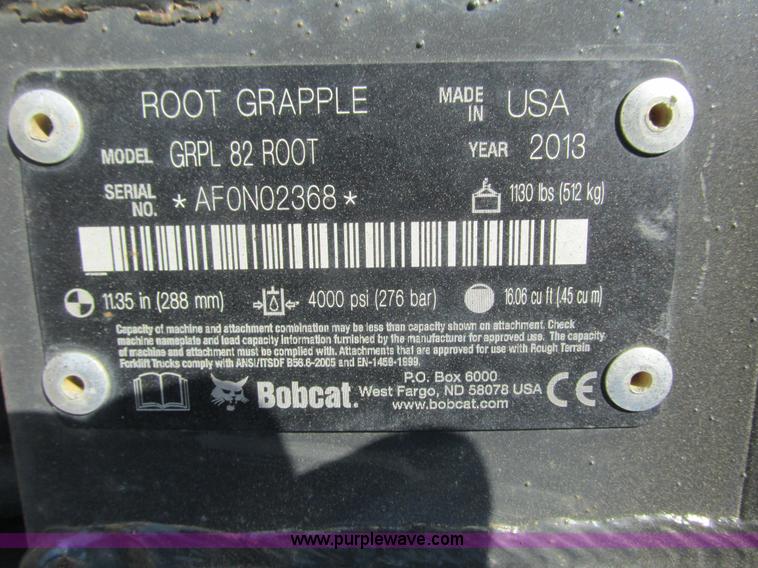 ROOT GRAPPLE MADE IN USA
MODEL GRPL 82 ROOT YEAR 2013
SERIAL NO. *AF0N02368* 1130 lbs (512 kg)
11.35 in (288 mm) 4000 psi (276 bar) 16.06 cu ft (.45 cu m)
Capacity of machine and attachment combination may be less than capacity shown on attachment. Check
machine nameplate and load capacity information furnished by the manufacturer for approved use. The capacity
of machine and attachment must be complied with. Attachments that are approved for use with Rough Terrain
Forklift Trucks comply with ANSI/ITSDF B56.6-2005 and EN-1459-1999.
Bobcat.
P.O. Box 6000
West Fargo, ND 58078 USA
www.bobcat.com
CE
www.purplewave.com